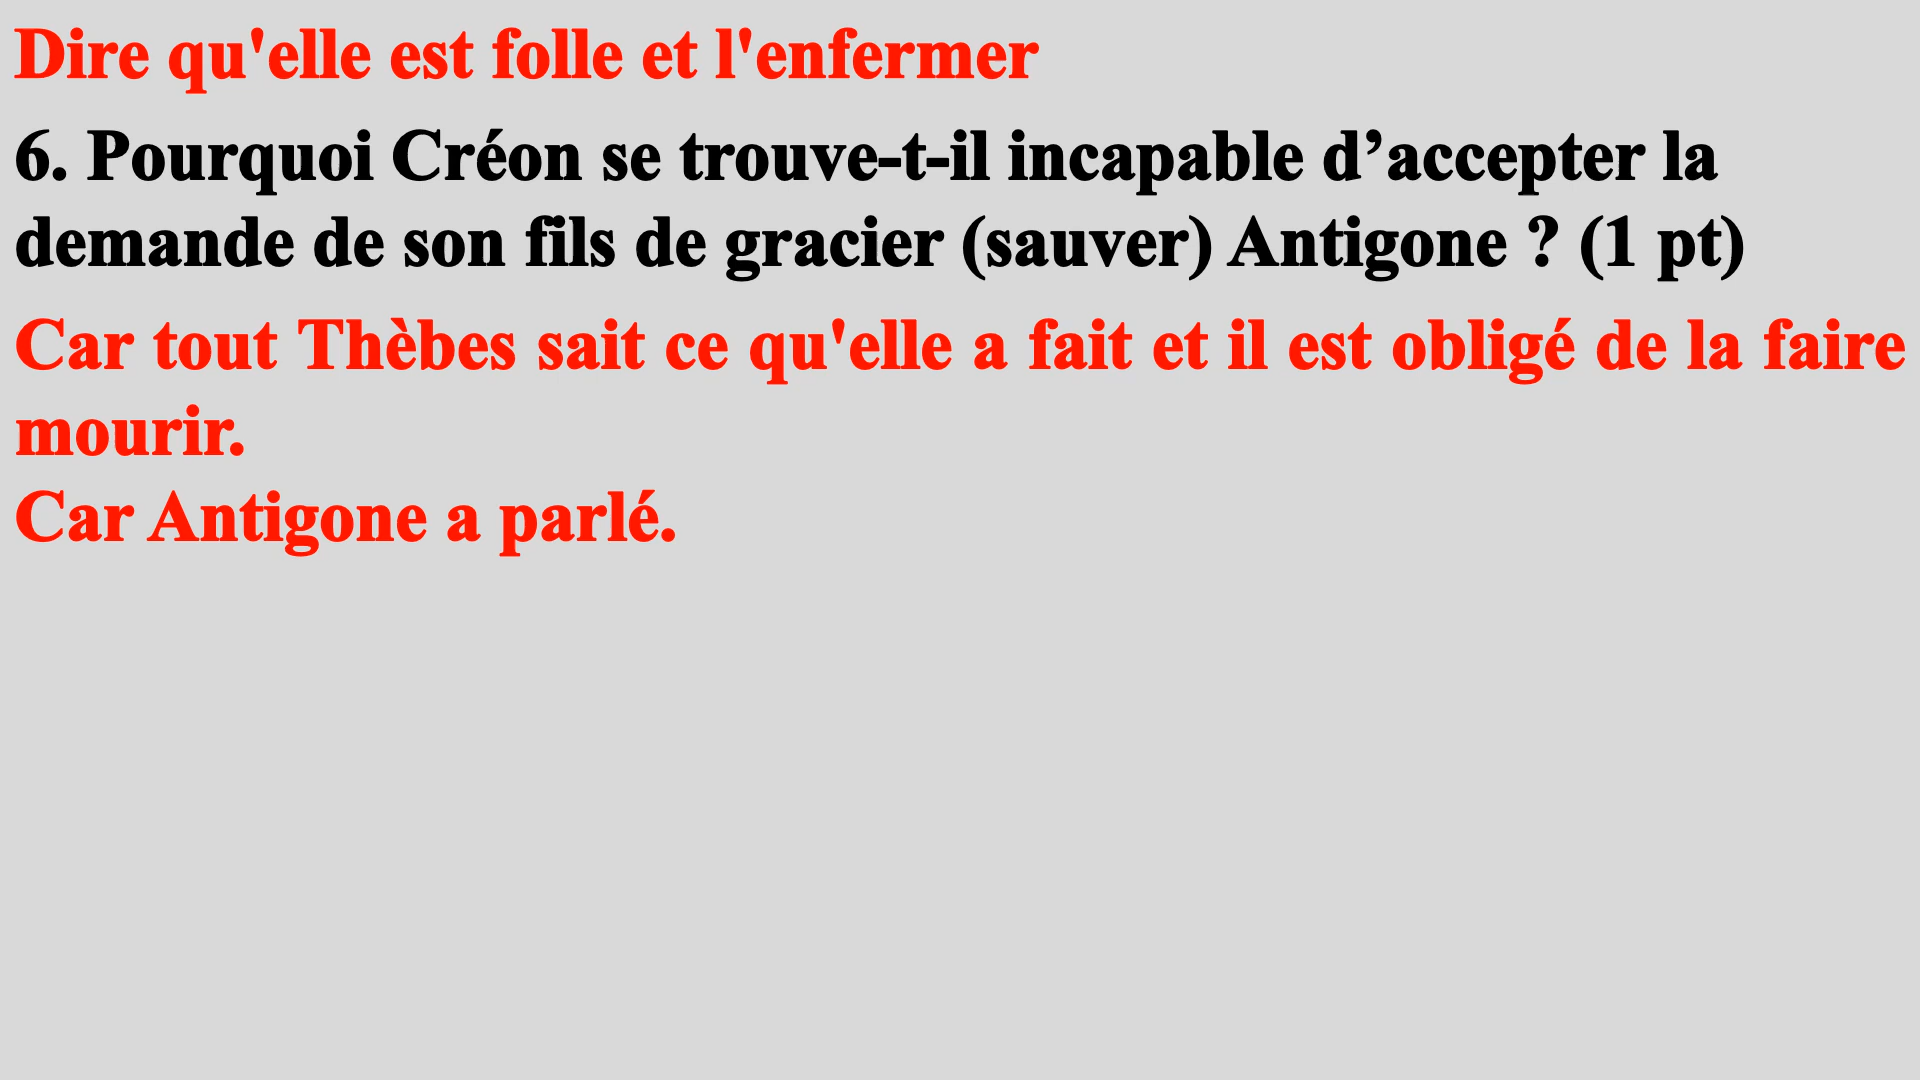 Dire qu'elle est folle et l'enfermer
6. Pourquoi Créon se trouve-t-il incapable d’accepter la
demande de son fils de gracier (sauver) Antigone ? (1 pt)
Car tout Thèbes sait ce qu'elle a fait et il est obligé de la faire
mourir.
Car Antigone a parlé.